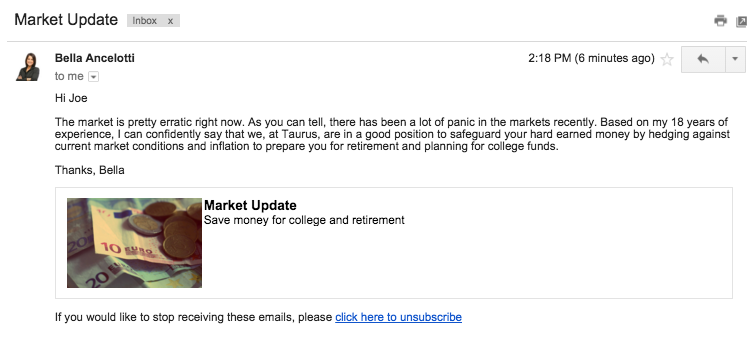 Market Update Inbox x
Bella Ancelotti 2:18 PM (6 minutes ago)
to me
Hi Joe
The market is pretty erratic right now. As you can tell, there has been a lot of panic in the markets recently. Based on my 18 years of
experience, I can confidently say that we, at Taurus, are in a good position to safeguard your hard earned money by hedging against
current market conditions and inflation to prepare you for retirement and planning for college funds.
Thanks, Bella
Market Update
Save money for college and retirement
10 EURO
20
20
If you would like to stop receiving these emails, please click here to unsubscribe